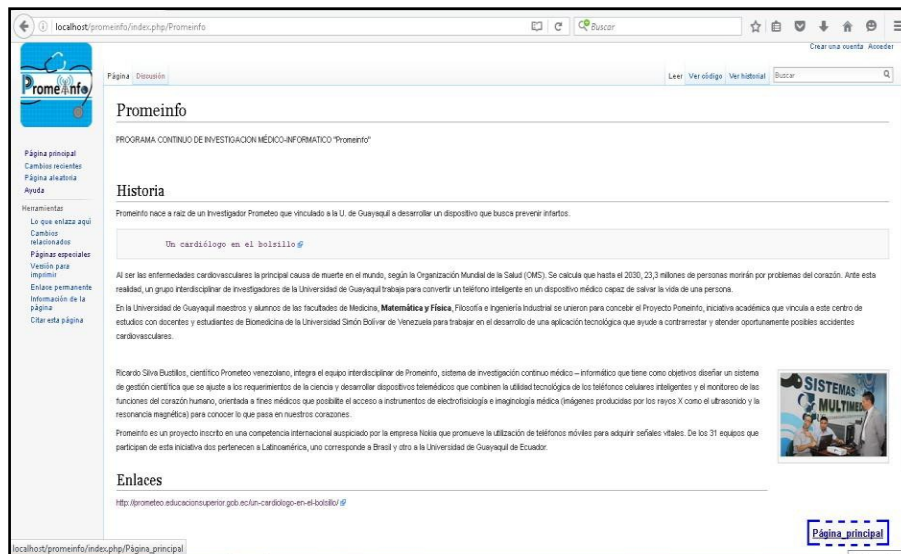 localhost/promeinfo/index.php/Promeinfo
Buscar
Crear una cuenta Acceder
PromeInfo
Página Discusión
Leer Ver código Ver historial Buscar
Promeinfo
PROGRAMA CONTINUO DE INVESTIGACION MÉDICO-INFORMATICO "Promeinfo"
Página principal
Cambios recientes
Página aleatoria
Ayuda
Herramientas
Lo que enlaza aquí
Cambios
relacionados
Páginas especiales
Versión para
imprimir
Enlace permanente
Información de la
página
Citar esta página
Historia
Promeinfo nace a raiz de un Investigador Prometeo que vinculado a la U. de Guayaquil a desarrollar un dispositivo que busca prevenir infartos.
Un cardiólogo en el bolsillo
Al ser las enfermedades cardiovasculares la principal causa de muerte en el mundo, según la Organización Mundial de la Salud (OMS). Se calcula que hasta el 2030, 23,3 millones de personas morirán por problemas del corazón. Ante esta
realidad, un grupo interdisciplinar de investigadores de la Universidad de Guayaquil trabaja para convertir un teléfono inteligente en un dispositivo médico capaz de salvar la vida de una persona.
En la Universidad de Guayaquil maestros y alumnos de las facultades de Medicina, Matemática y Física, Filosofía e Ingeniería Industrial se unieron para concebir el Proyecto Pomeinfo, iniciativa académica que vincula a este centro de
estudios con docentes y estudiantes de Biomedicina de la Universidad Simón Bolívar de Venezuela para trabajar en el desarrollo de una aplicación tecnológica que ayude a contrarrestar y atender oportunamente posibles accidentes
cardiovasculares.
Ricardo Silva Bustillos, científico Prometeo venezolano, integra el equipo interdisciplinar de Promeinfo, sistema de investigación continuo médico – informático que tiene como objetivos diseñar un sistema
de gestión científica que se ajuste a los requerimientos de la ciencia y desarrollar dispositivos telemédicos que combinen la utilidad tecnológica de los teléfonos celulares inteligentes y el monitoreo de las
funciones del corazón humano, orientada a fines médicos que posibilite el acceso a instrumentos de electrofisiología e imaginología médica (imágenes producidas por los rayos X como el ultrasonido y la
resonancia magnética) para conocer lo que pasa en nuestros corazones.
Promeinfo es un proyecto inscrito en una competencia internacional auspiciado por la empresa Nokia que promueve la utilización de teléfonos móviles para adquirir señales vitales. De los 31 equipos que
participan de esta iniciativa dos pertenecen a Latinoamérica, uno corresponde a Brasil y otro a la Universidad de Guayaquil de Ecuador.
SISTEMAS
MULTIMED
Enlaces
http://prometeo.educacionsuperior.gob.ec/un-cardiologo-en-el-bolsillo/
Página_principal
localhost/promeinfo/index.php/Página_principal